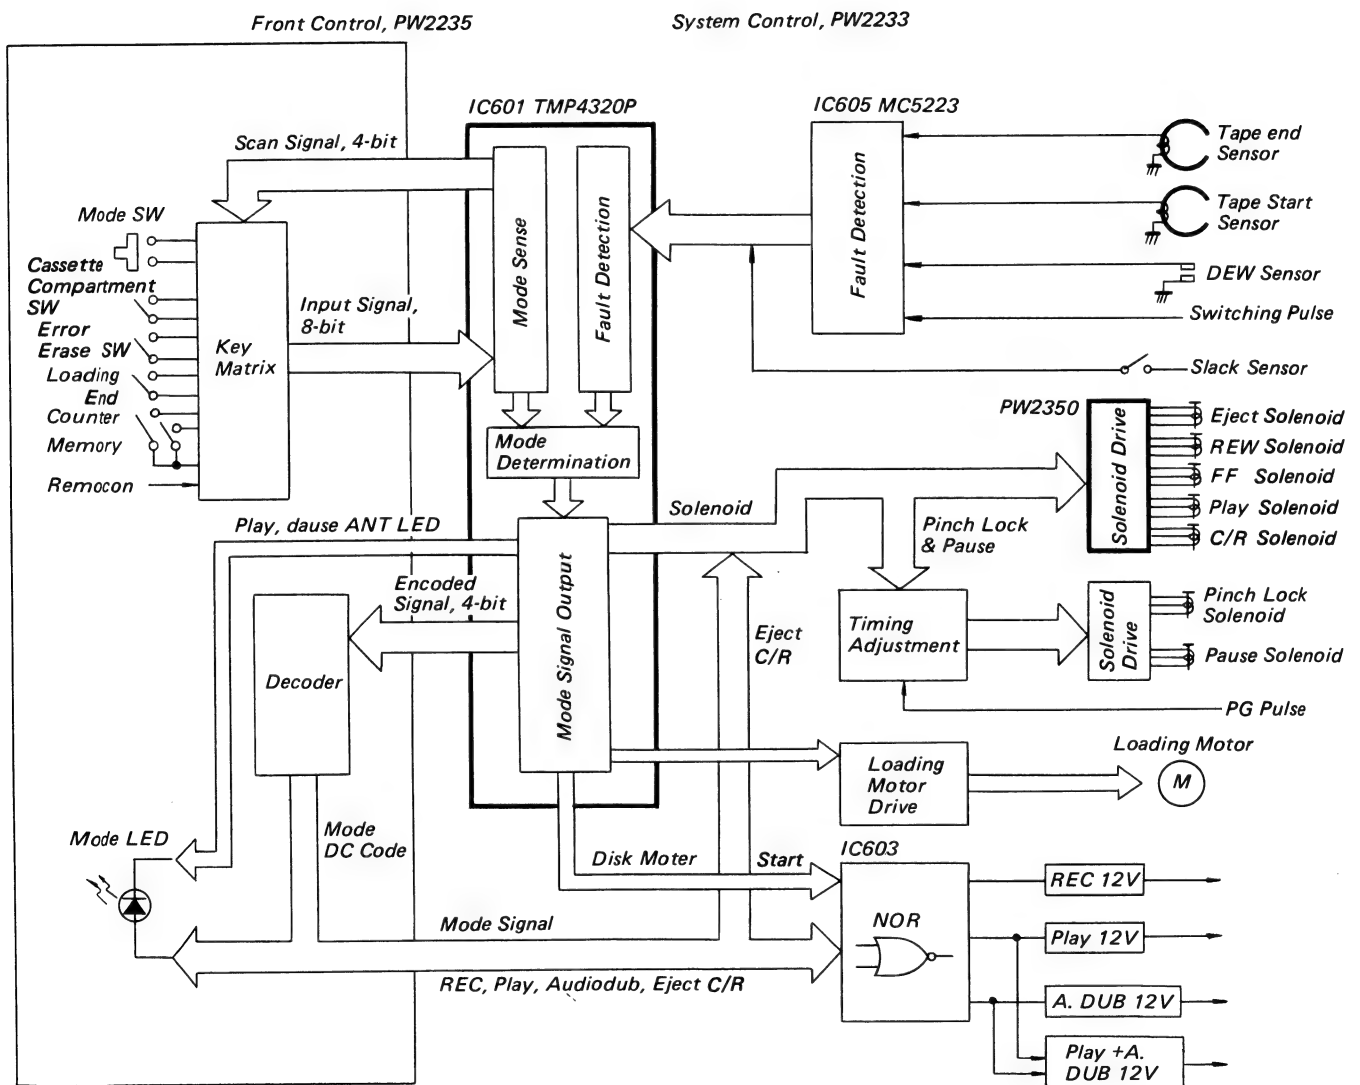 Front Control, PW2235
System Control, PW2233
IC601 TMP4320P
IC605 MC5223
Scan Signal, 4-bit
Tape end
Sensor
Tape Start
Sensor
DEW Sensor
Switching Pulse
Slack Sensor
Fault Detection
Mode Sense
Fault Detection
Mode SW
Cassette
Compartment
SW
Error
Erase SW
Loading
End
Counter
Memory
Remocon
Key
Matrix
Input Signal,
8-bit
Mode
Determination
PW2350
Solenoid Drive
Eject Solenoid
REW Solenoid
FF Solenoid
Play Solenoid
C/R Solenoid
Solenoid
Pinch Lock
& Pause
Play, dause ANT LED
Encoded
Signal, 4-bit
Mode Signal Output
Decoder
Eject
C/R
Timing
Adjustment
Solenoid
Drive
Pinch Lock
Solenoid
Pause Solenoid
PG Pulse
Loading
Motor
Drive
Loading Motor
M
Mode LED
Mode
DC Code
Disk Moter
Start
IC603
NOR
REC 12V
Play 12V
A. DUB 12V
Play +A.
DUB 12V
Mode Signal
REC, Play, Audiodub, Eject C/R